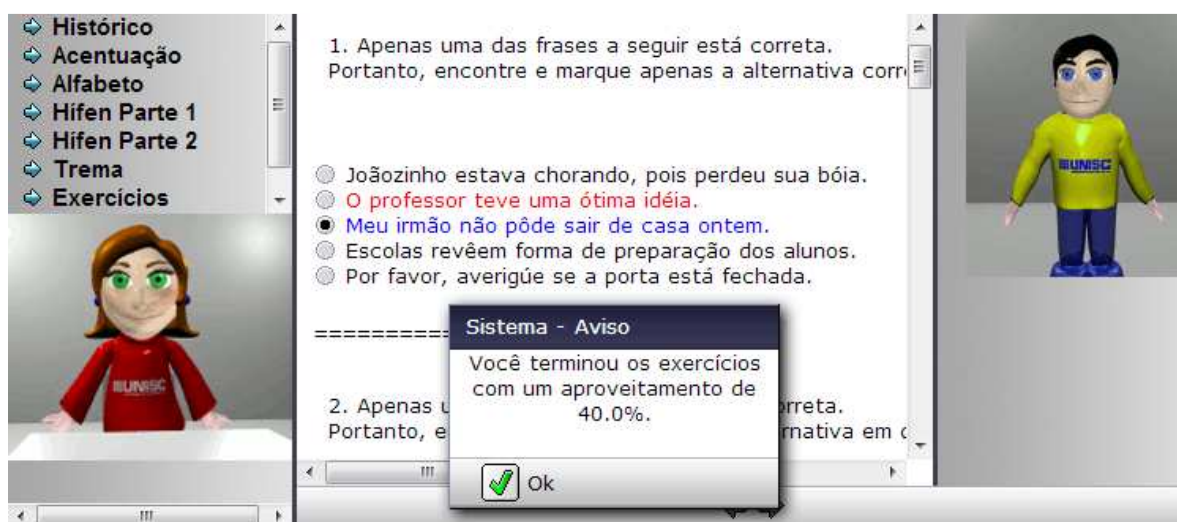 Histórico
Acentuação
Alfabeto
Hífen Parte 1
Hífen Parte 2
Trema
Exercícios
UNISC
1. Apenas uma das frases a seguir está correta.
Portanto, encontre e marque apenas a alternativa
Joãozinho estava chorando, pois perdeu sua bóia.
O professor teve uma ótima idéia.
Meu irmão não pôde sair de casa ontem.
Escolas revêem forma de preparação dos alunos.
Por favor, averigúe se a porta está fechada.
===========
2. Apenas
Portanto,
Sistema - Aviso
Você terminou os exercícios
com um aproveitamento de
40.0%.
Ok
UNISC